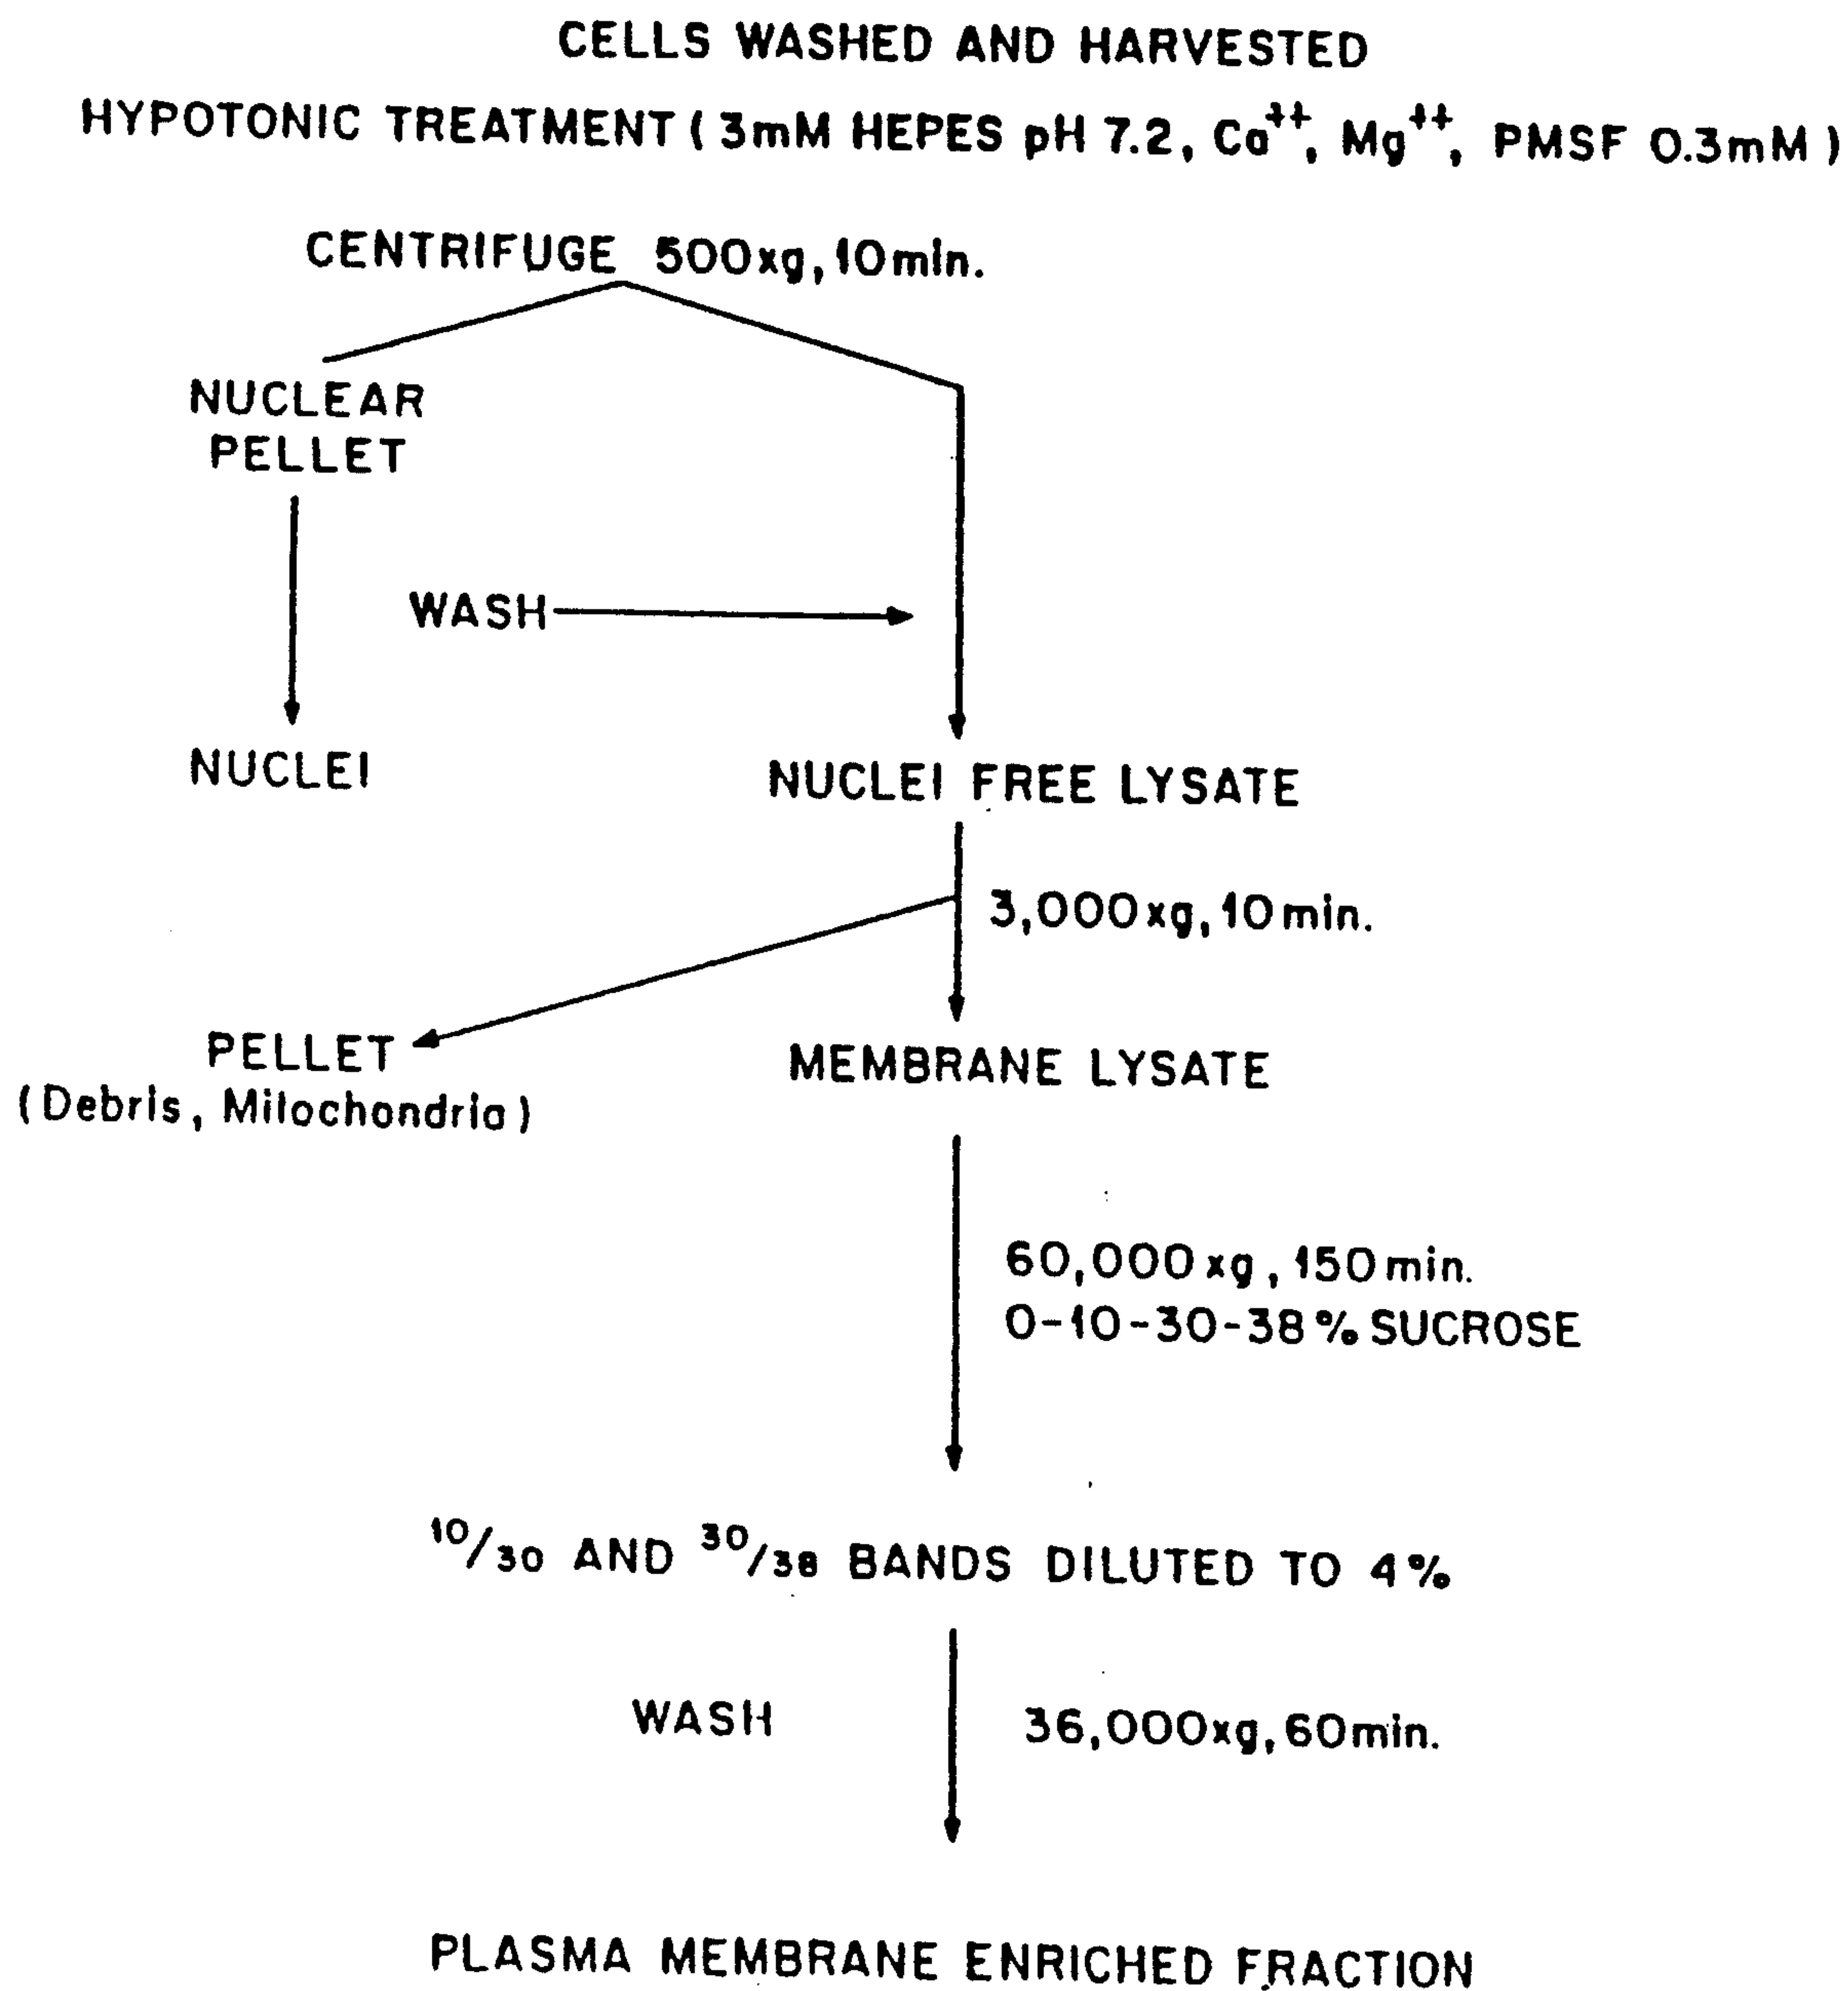 CELLS WASHED AND HARVESTED
HYPOTONIC TREATMENT ( 3mM HEPES pH 7.2, Ca++, Mg++, PMSF 0.3mM )
CENTRIFUGE 500xg, 10min.
NUCLEAR
PELLET
WASH
NUCLEI
NUCLEI FREE LYSATE
3,000xg, 10min.
PELLET
(Debris, Mitochondria)
MEMBRANE LYSATE
60,000xg, 150min.
0-10-30-38% SUCROSE
10/30 AND 30/38 BANDS DILUTED TO 4%
WASH
36,000xg, 60min.
PLASMA MEMBRANE ENRICHED FRACTION